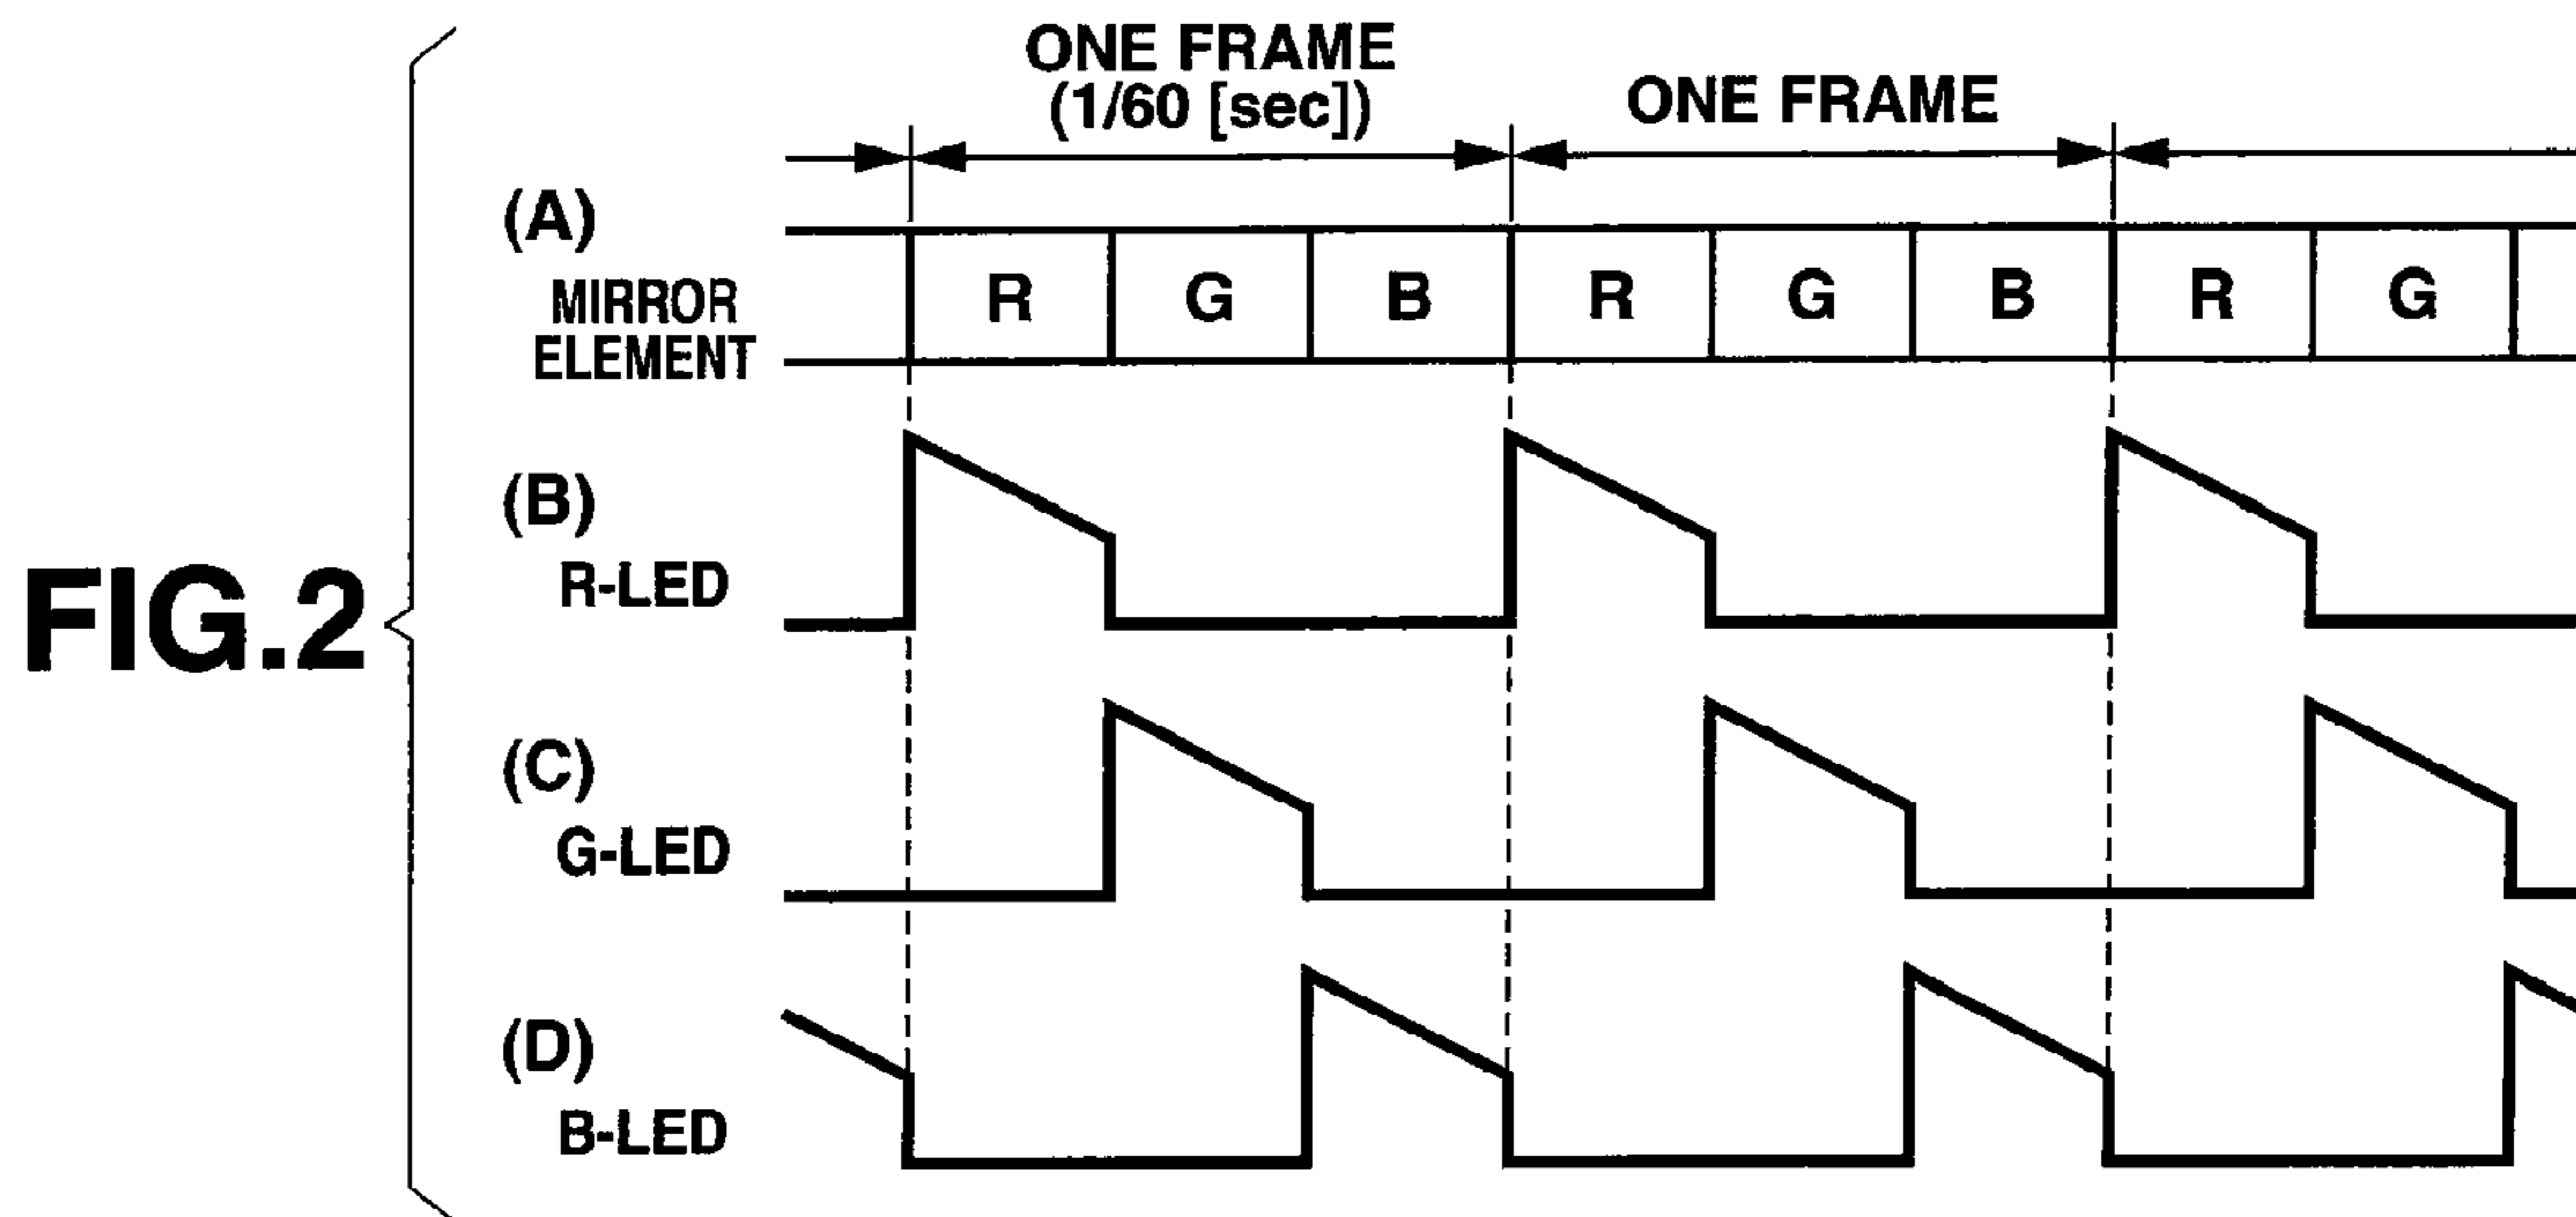 ONE FRAME
(1/60 [sec])
ONE FRAME
(A)
MIRROR
ELEMENT
R G B R G B R G
(B)
R-LED
FIG.2
(C)
G-LED
(D)
B-LED